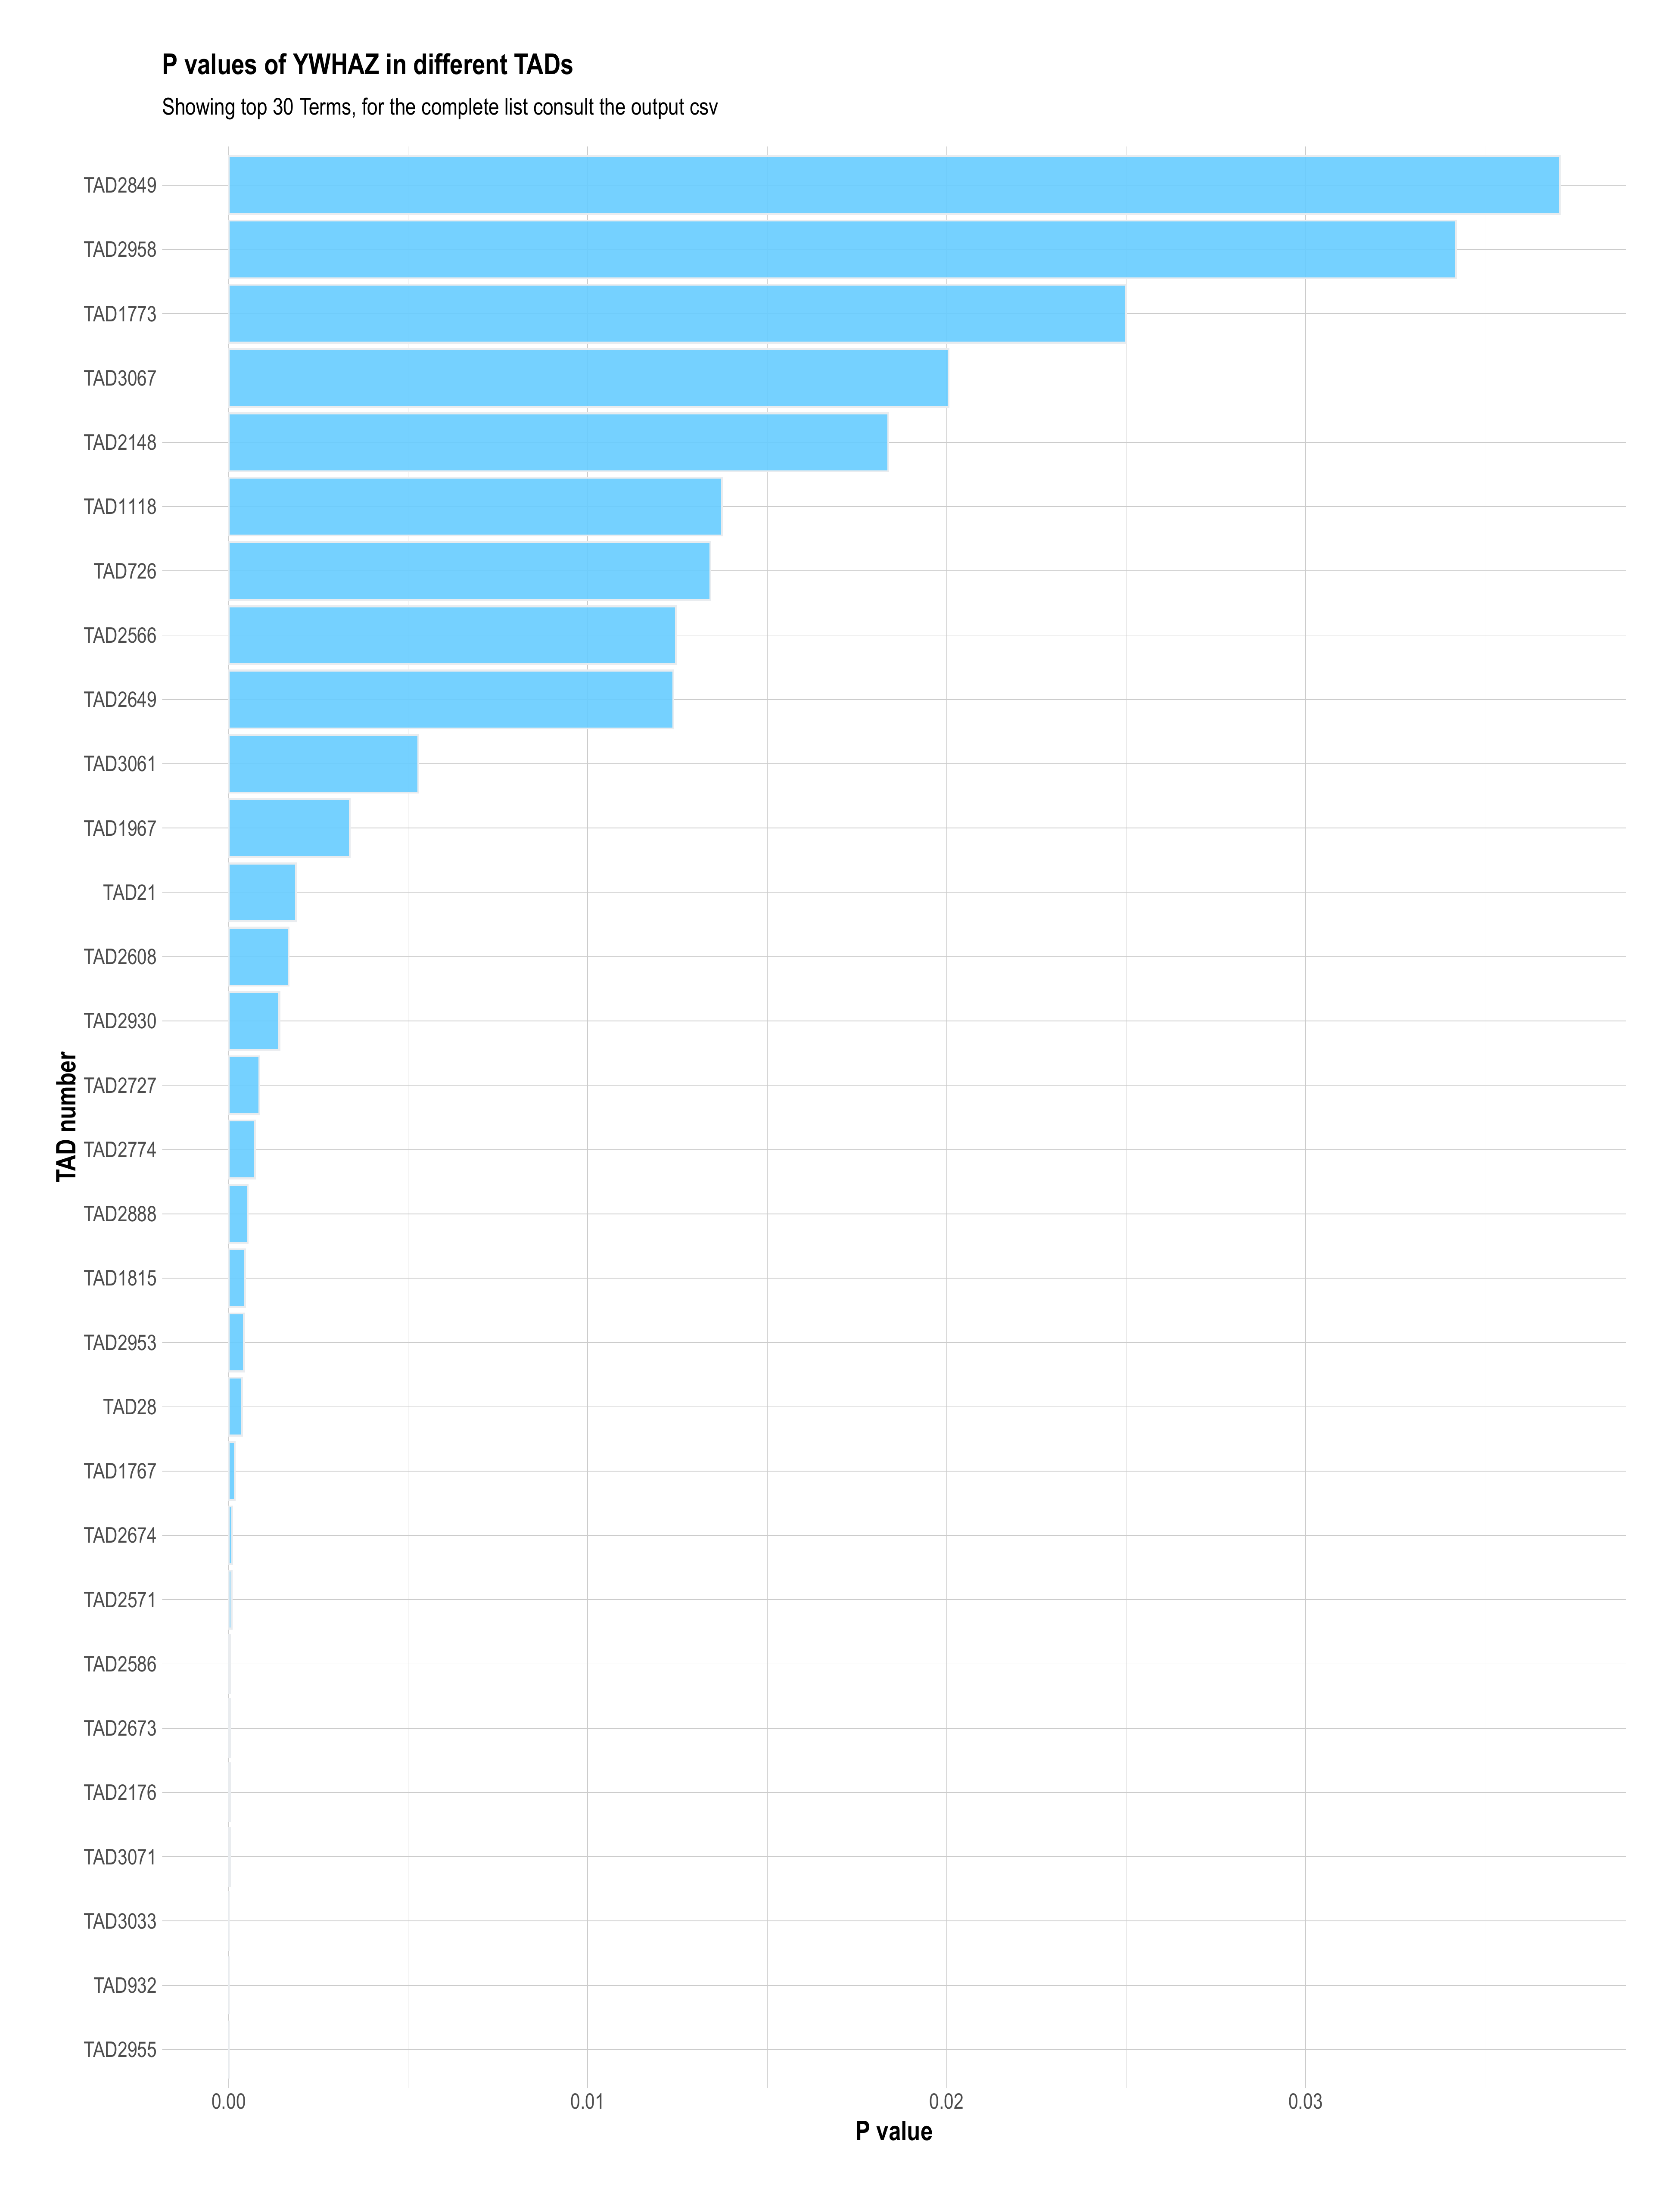 P values of YWHAZ in different TADs
Showing top 30 Terms, for the complete list consult the output csv
TAD number
TAD2849
TAD2958
TAD1773
TAD3067
TAD2148
TAD1118
TAD726
TAD2566
TAD2649
TAD3061
TAD1967
TAD21
TAD2608
TAD2930
TAD2727
TAD2774
TAD2888
TAD1815
TAD2953
TAD28
TAD1767
TAD2674
TAD2571
TAD2586
TAD2673
TAD2176
TAD3071
TAD3033
TAD932
TAD2955
0.00 0.01 0.02 0.03
P value